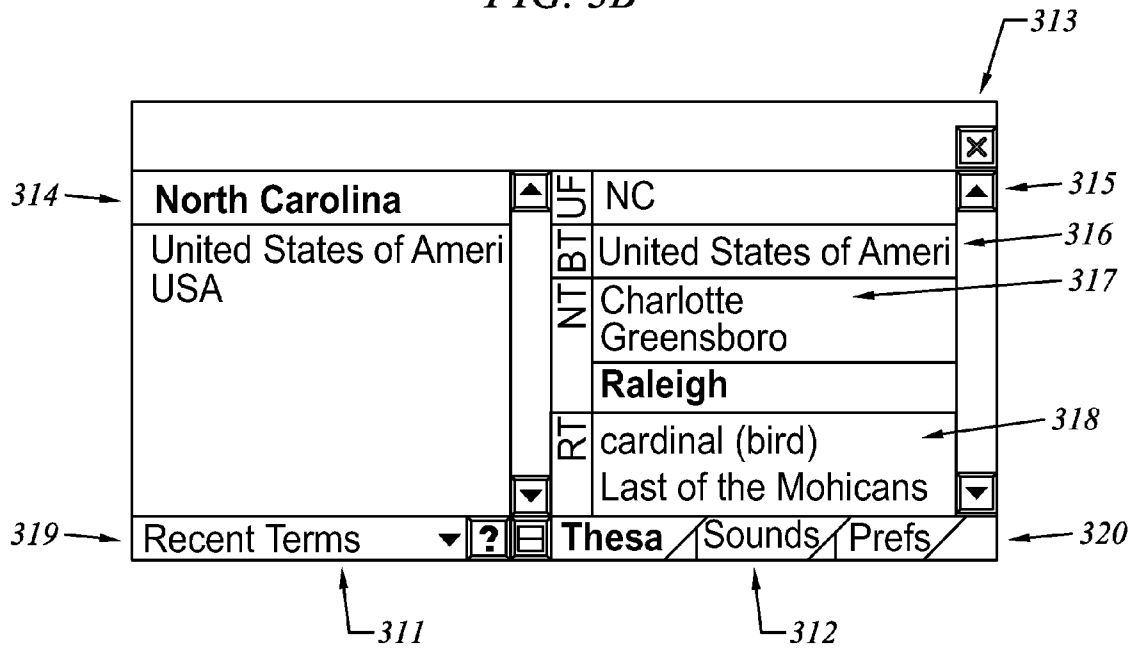 FIG. 3B
313
X
314 North Carolina UF NC 315
United States of Ameri BT United States of Ameri 316
USA NT Charlotte 317
Greensboro
Raleigh
RT cardinal (bird) 318
Last of the Mohicans
319 Recent Terms ? Thesa Sounds Prefs 320
311 312